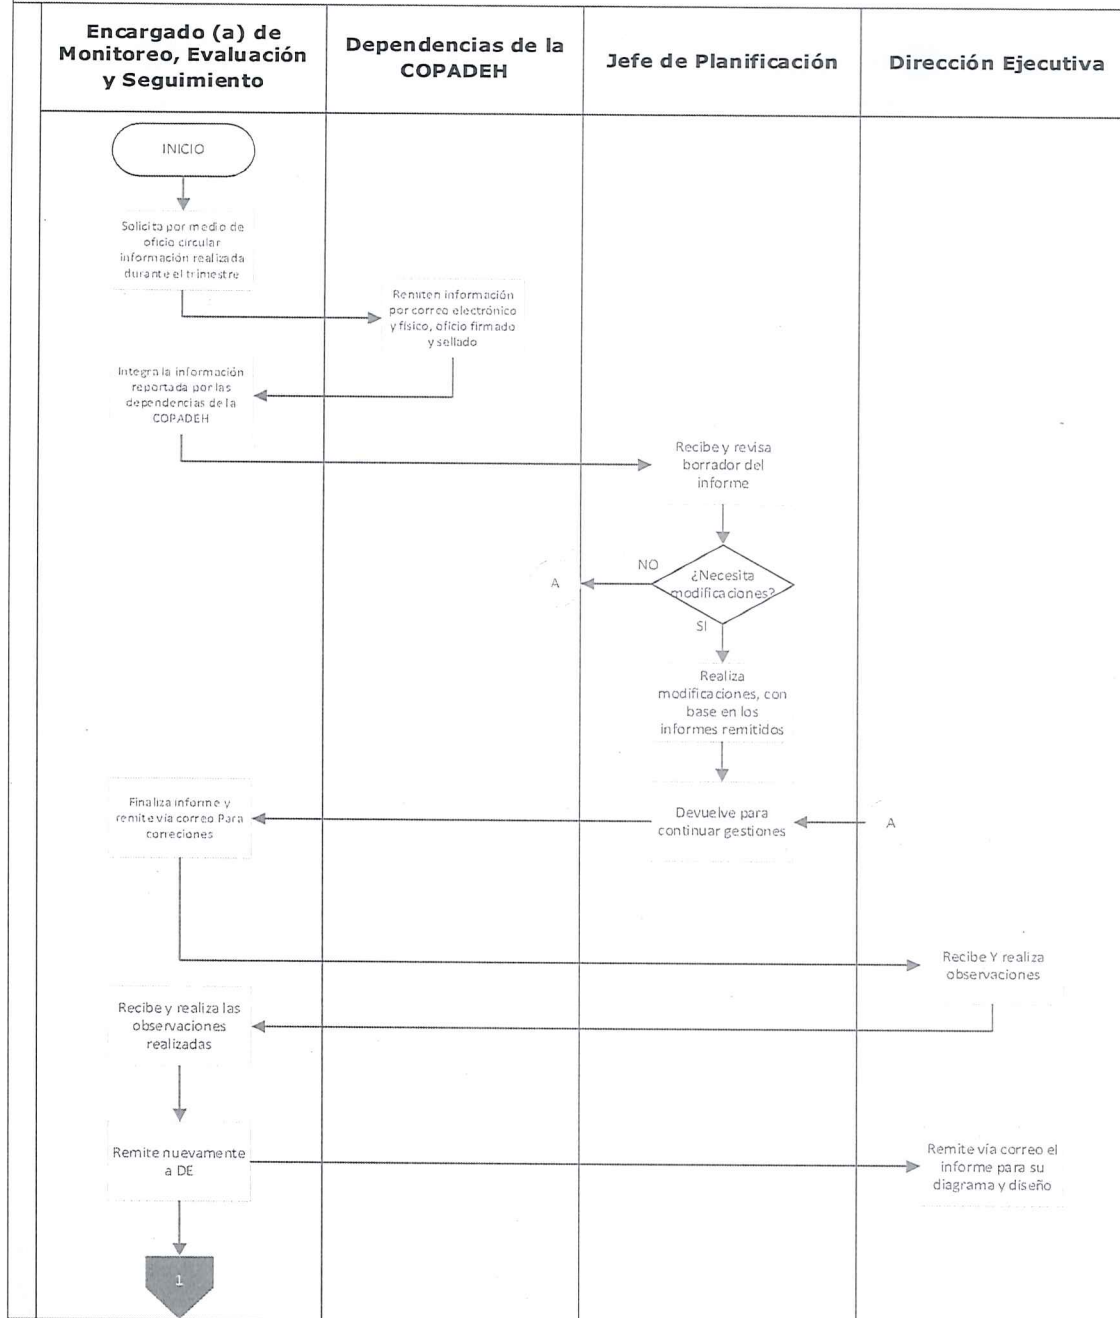 Encargado (a) de
Monitoreo, Evaluación
y Seguimiento
Dependencias de la
COPADEH
Jefe de Planificación
Dirección Ejecutiva
INICIO
Solicita por medio de
oficio circular
información realizada
durante el trimestre
Remiten información
por correo electrónico
y físico, oficio firmado
y sellado
Integra la información
reportada por las
dependencias de la
COPADEH
Recibe y revisa
borrador del
informe
¿Necesita
modificaciones?
NO
A
SI
Realiza
modificaciones, con
base en los
informes remitidos
Devuelve para
continuar gestiones
A
Finaliza informe y
remite vía correo Para
correciones
Recibe Y realiza
observaciones
Recibe y realiza las
observaciones
realizadas
Remite nuevamente
a DE
Remite vía correo el
informe para su
diagrama y diseño
1